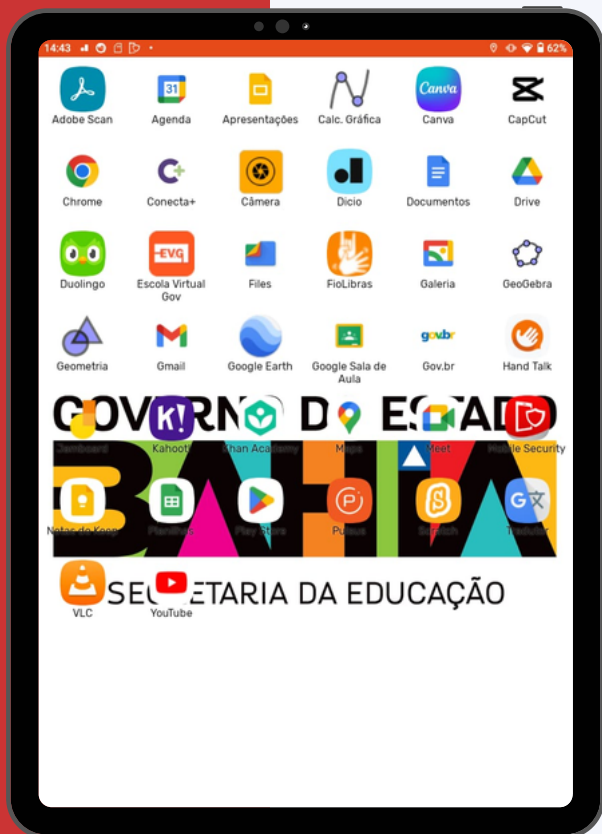 14:43 62%
Adobe Scan Agenda Apresentações Calc. Gráfica Canva CapCut
31
Canva
Chrome Conecta+ Câmera Dicio Documentos Drive
EVG
Duolingo Escola Virtual Gov Files FioLibras Galeria GeoGebra
gov.br
Geometria Gmail Google Earth Google Sala de Aula Gov.br Hand Talk
GOVERNO DO ESTADO
K!
Jamboard Kahoot! Khan Academy Maps Meet Mobile Security
BAHIA
Notas do Keep Planilhas Play Store Pulsus Scratch Tradutor
SECRETARIA DA EDUCAÇÃO
VLC YouTube